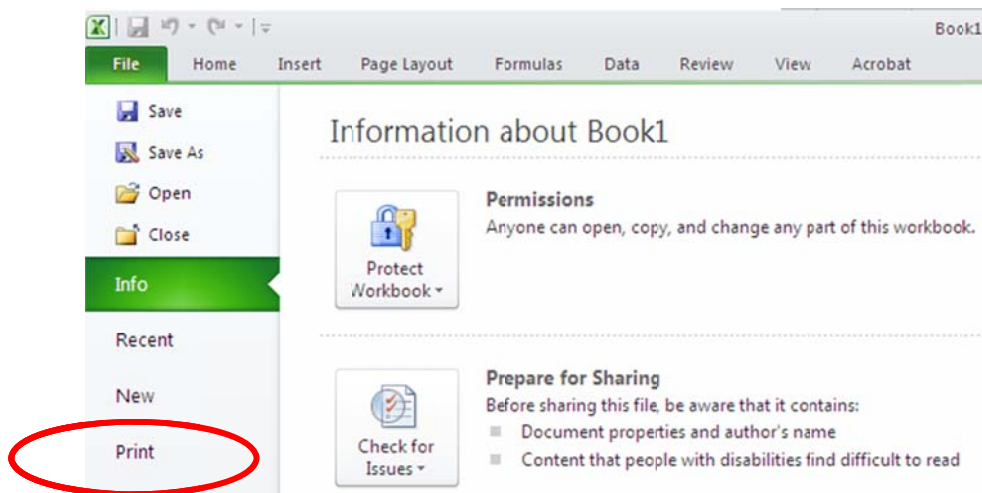 Book1
File Home Insert Page Layout Formulas Data Review View Acrobat
Save
Save As
Open
Close
Info
Recent
New
Print
Information about Book1
Protect
Workbook
Permissions
Anyone can open, copy, and change any part of this workbook.
Check for
Issues
Prepare for Sharing
Before sharing this file, be aware that it contains:
Document properties and author's name
Content that people with disabilities find difficult to read